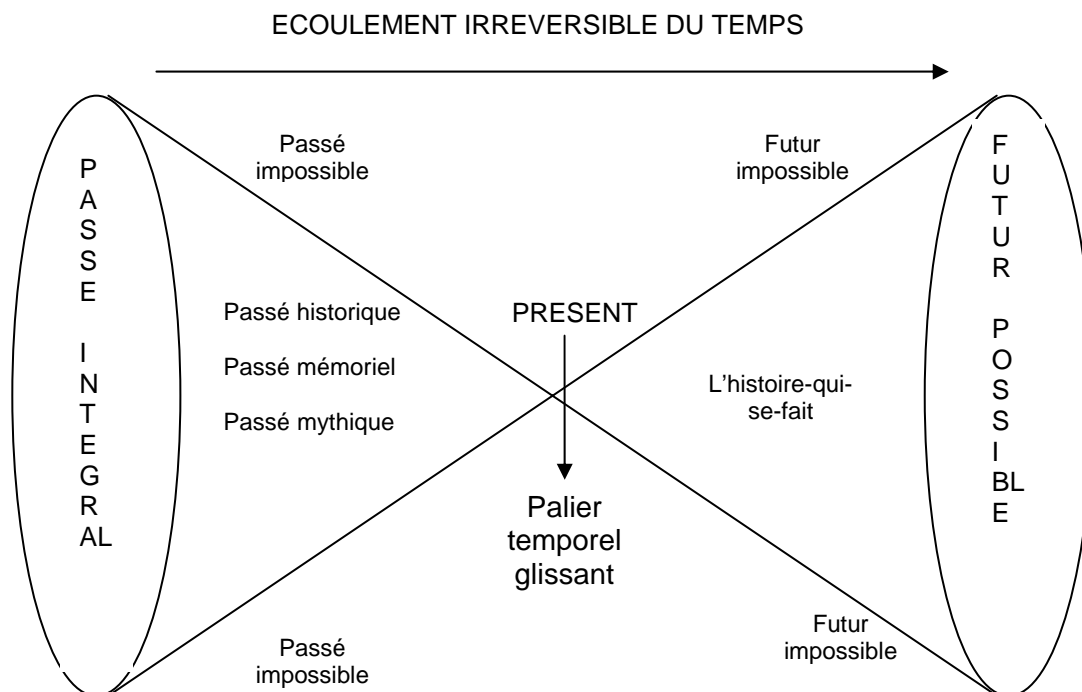 ECOULEMENT IRREVERSIBLE DU TEMPS
Passé
impossible
Futur
impossible
P
A
S
S
E
I
N
T
E
G
R
AL
Passé historique
Passé mémoriel
Passé mythique
PRESENT
L'histoire-qui-
se-fait
F
U
T
U
R
P
O
S
S
I
BL
E
Palier
temporel
glissant
Passé
impossible
Futur
impossible